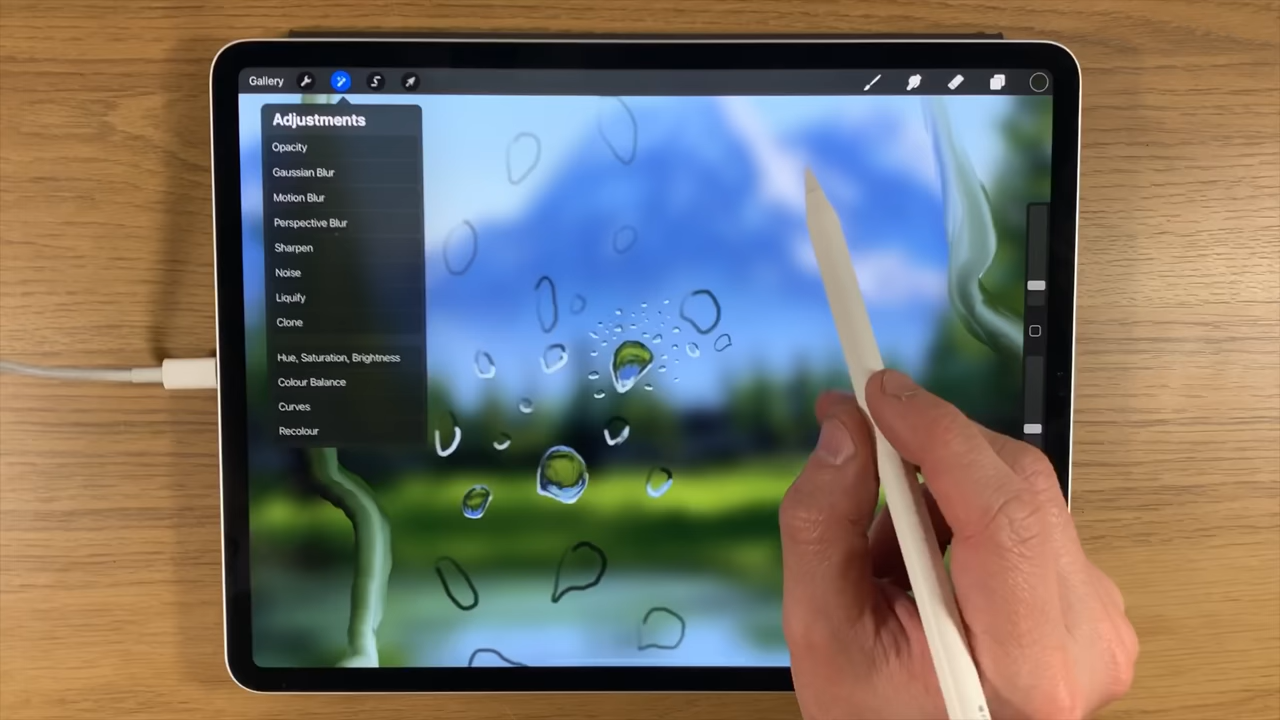 Gallery
Adjustments
Opacity
Gaussian Blur
Motion Blur
Perspective Blur
Sharpen
Noise
Liquify
Clone
Hue, Saturation, Brightness
Colour Balance
Curves
Recolour